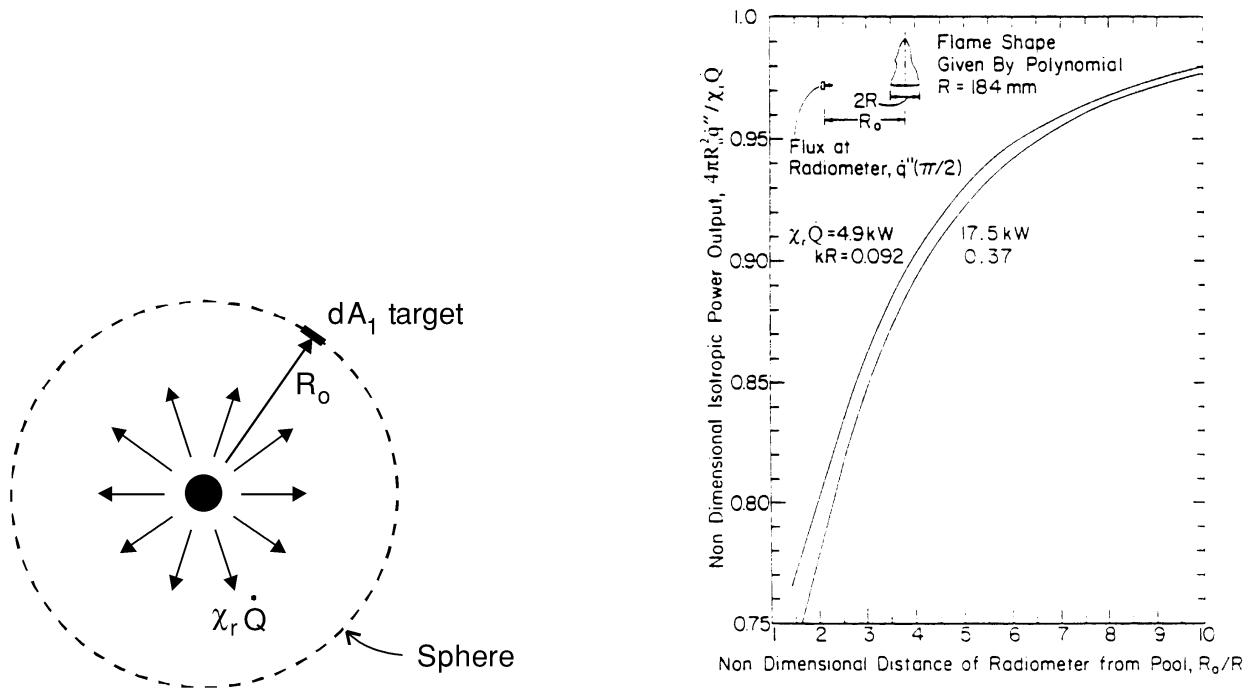 dA₁ target
Rₒ
χᵣ Q̇
Sphere
1.0
0.95
0.90
0.85
0.80
0.75
1 2 3 4 5 6 7 8 9 10
Non Dimensional Isotropic Power Output, 4πRₒ²q̇"/χᵣQ̇
Non Dimensional Distance of Radiometer from Pool, Rₒ/R
Flame Shape
Given By Polynomial
R = 184 mm
2R
Rₒ
Flux at
Radiometer, q̇"(π/2)
χᵣQ̇ = 4.9 kW 17.5 kW
kR = 0.092 0.37